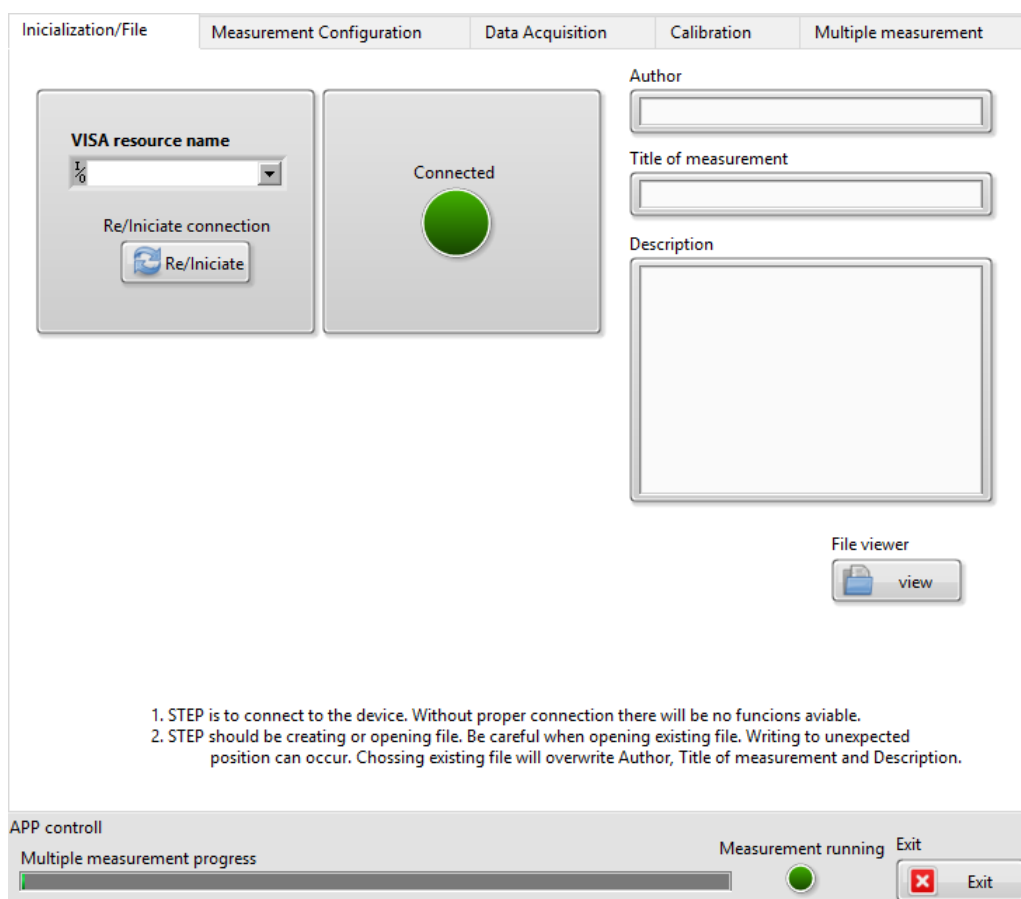 Inicialization/File
Measurement Configuration
Data Acquisition
Calibration
Multiple measurement
VISA resource name
I/0
Re/Iniciate connection
Re/Iniciate
Connected
Author
Title of measurement
Description
File viewer
view
1. STEP is to connect to the device. Without proper connection there will be no funcions aviable.
2. STEP should be creating or opening file. Be careful when opening existing file. Writing to unexpected
position can occur. Chossing existing file will overwrite Author, Title of measurement and Description.
APP controll
Multiple measurement progress
Measurement running
Exit
Exit